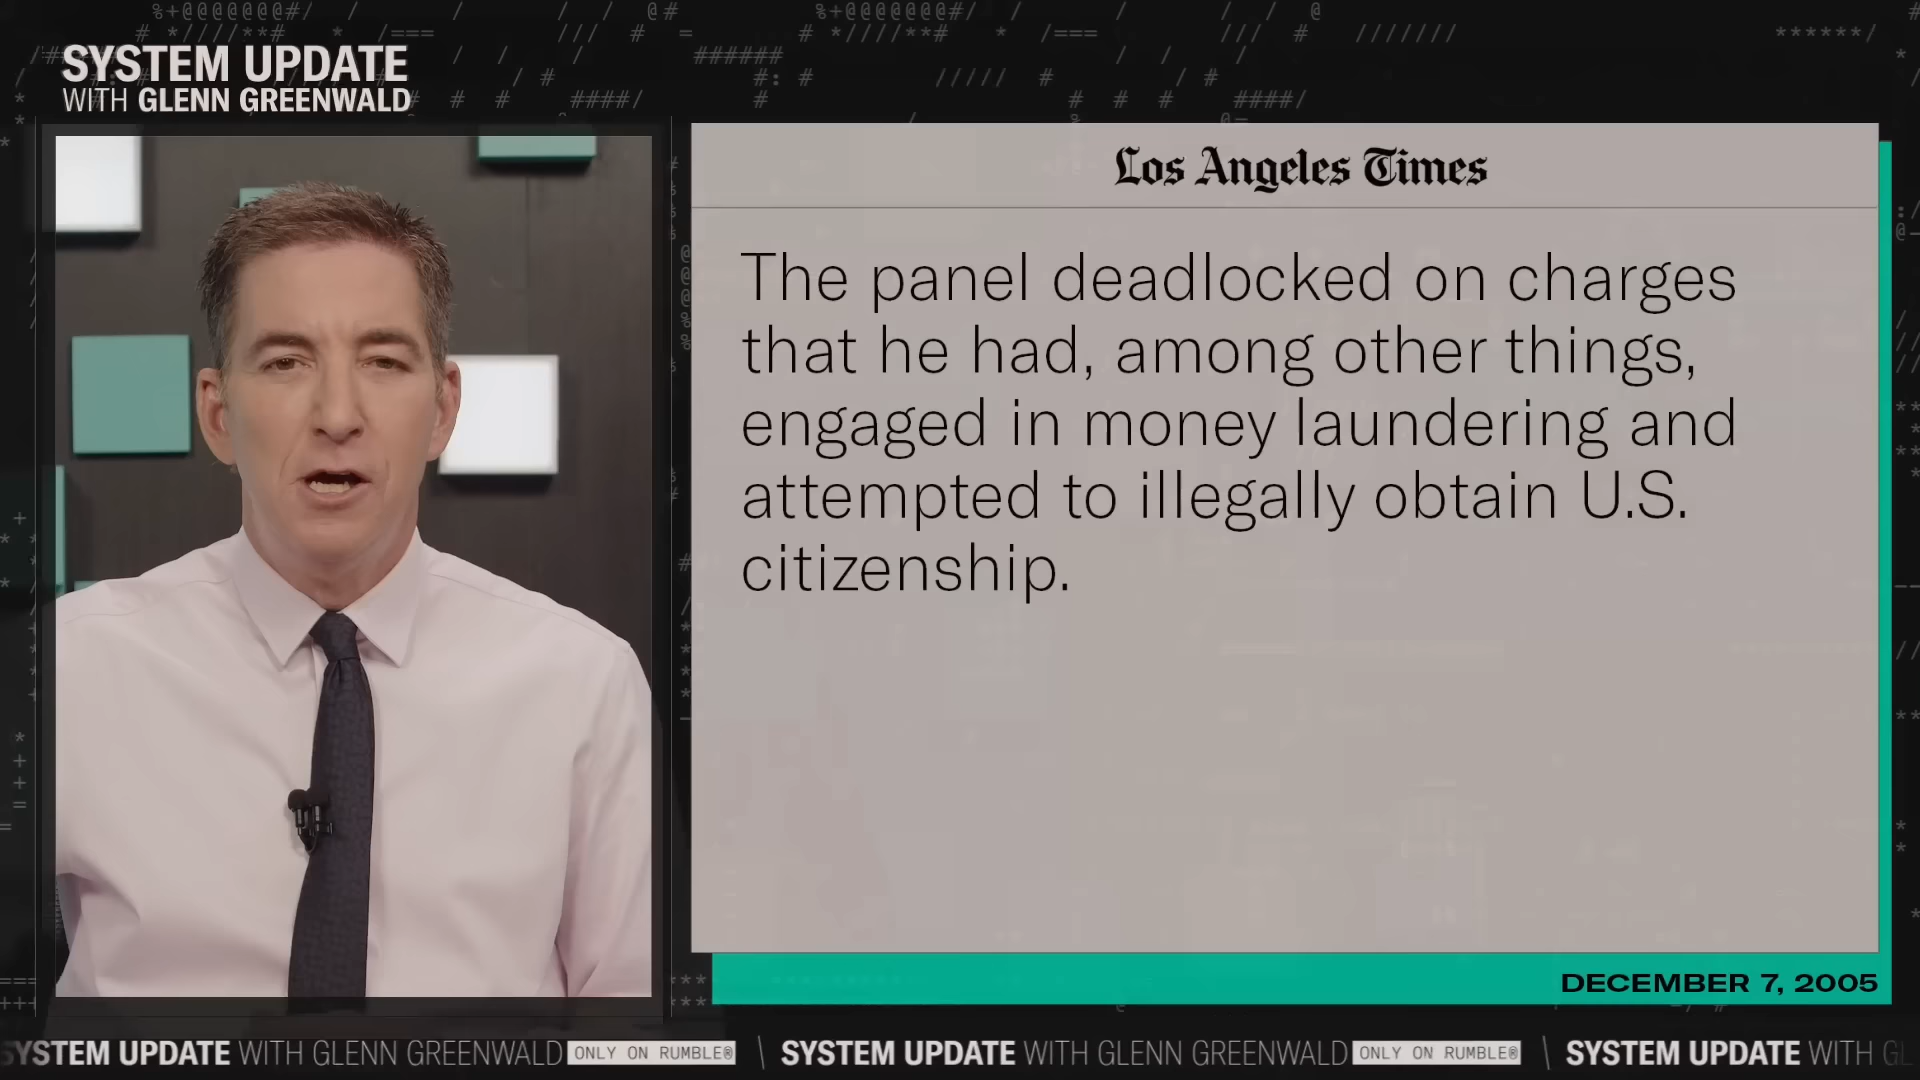 SYSTEM UPDATE
WITH GLENN GREENWALD
Los Angeles Times
The panel deadlocked on charges
that he had, among other things,
engaged in money laundering and
attempted to illegally obtain U.S.
citizenship.
DECEMBER 7, 2005
SYSTEM UPDATE WITH GLENN GREENWALD ONLY ON RUMBLE® \ SYSTEM UPDATE WITH GLENN GREENWALD ONLY ON RUMBLE® \ SYSTEM UPDATE WITH GL